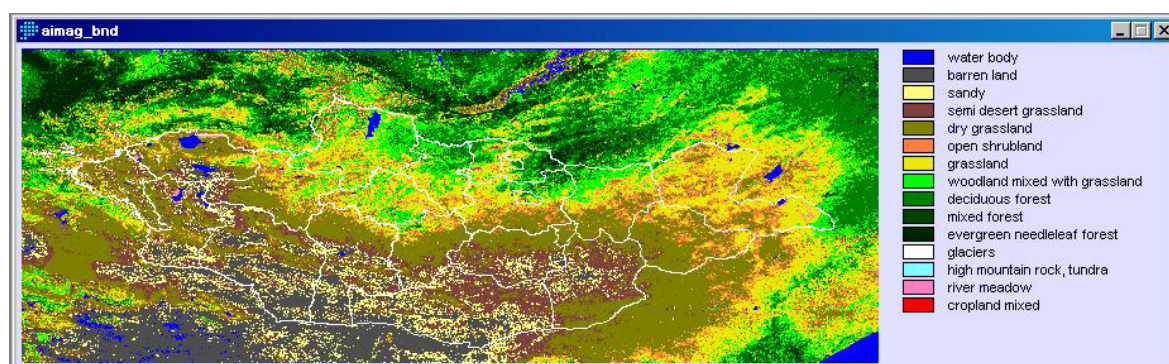 aimag_bnd
water body
barren land
sandy
semi desert grassland
dry grassland
open shrubland
grassland
woodland mixed with grassland
deciduous forest
mixed forest
evergreen needleleaf forest
glaciers
high mountain rock, tundra
river meadow
cropland mixed